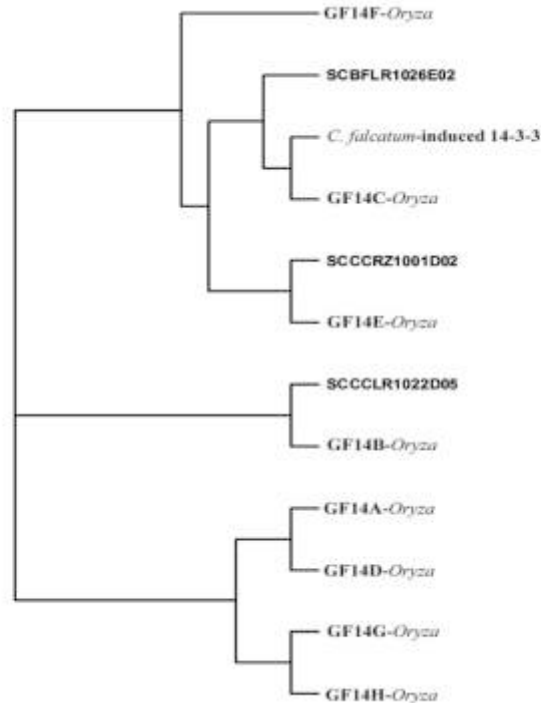 GF14F-Oryza
SCBFLR1026E02
C. falcatum-induced 14-3-3
GF14C-Oryza
SCCCRZ1001D02
GF14E-Oryza
SCCCLR1022D05
GF14B-Oryza
GF14A-Oryza
GF14D-Oryza
GF14G-Oryza
GF14H-Oryza